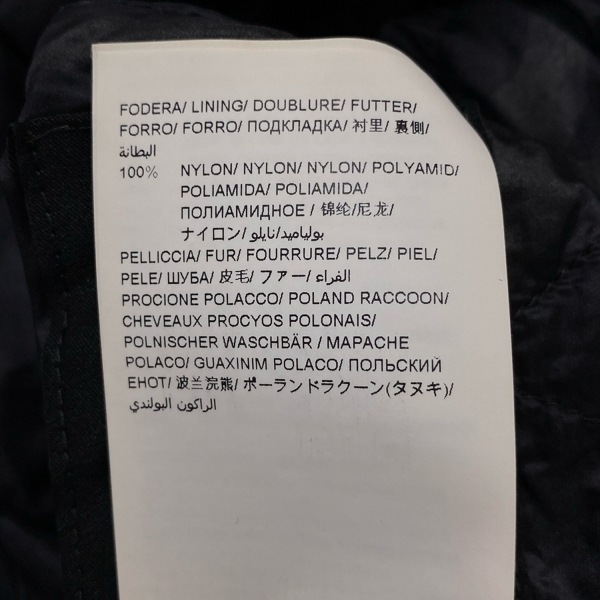 FODERA/ LINING/ DOUBLURE/ FUTTER/
FORRO/ FORRO/ ПОДКЛАДКА/ 衬里/ 裏側/
البطانة
100% NYLON/ NYLON/ NYLON/ POLYAMID/
POLIAMIDA/ POLIAMIDA/
ПОЛИАМИДНОЕ / 锦纶/尼龙/
ナイロン/ بولياميد/نايلو
PELLICCIA/ FUR/ FOURRURE/ PELZ/ PIEL/
PELE/ ШУБА/ 皮毛/ ファー/ الفراء/
PROCIONE POLACCO/ POLAND RACCOON/
CHEVEAUX PROCYOS POLONAIS/
POLNISCHER WASCHBÄR / MAPACHE
POLACO/ GUAXINIM POLACO/ ПОЛЬСКИЙ
ЕНОТ/ 波兰浣熊/ ポーランドラクーン(タヌキ)/
الراكون البولندي